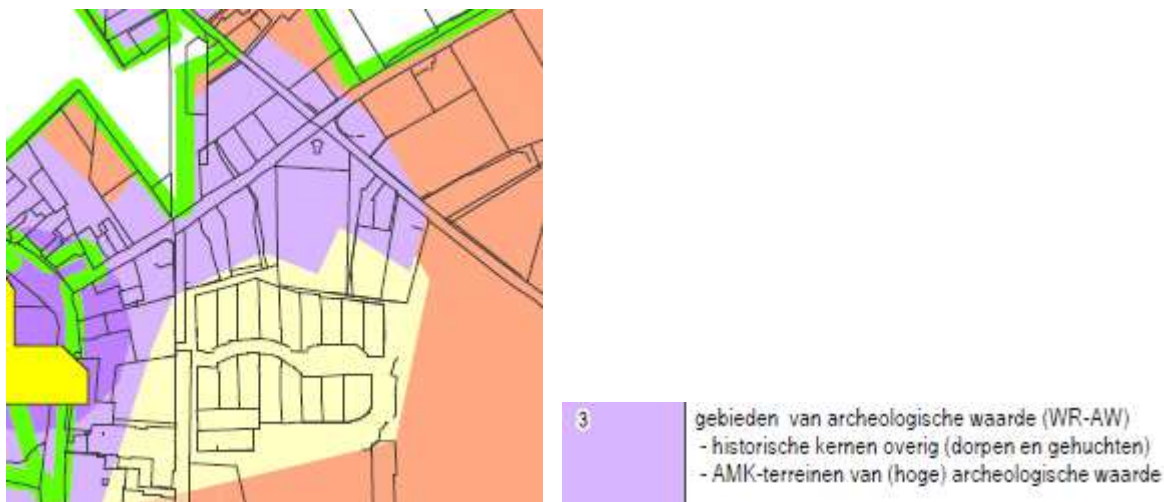 3
gebieden van archeologische waarde (WR-AW)
- historische kernen overig (dorpen en gehuchten)
- AMK-terreinen van (hoge) archeologische waarde